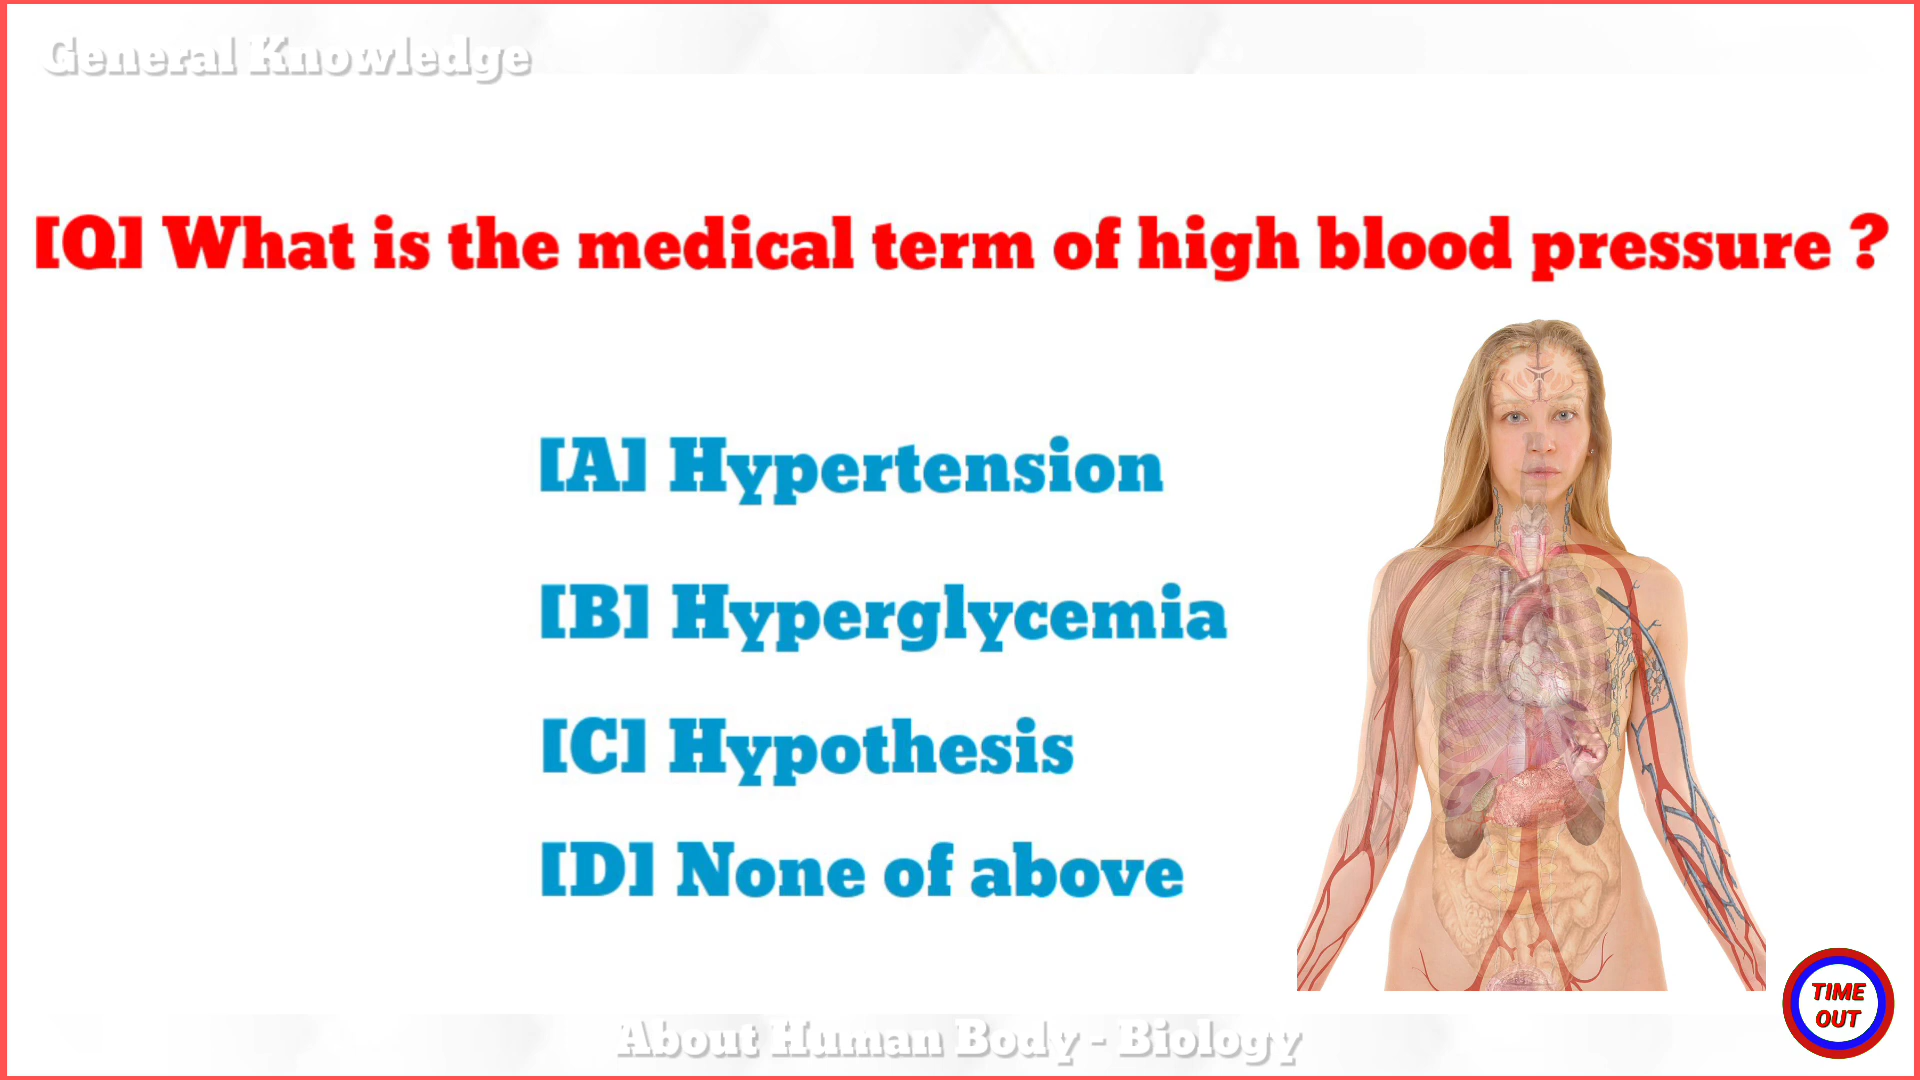 General Knowledge
[Q] What is the medical term of high blood pressure ?
[A] Hypertension
[B] Hyperglycemia
[C] Hypothesis
[D] None of above
TIME
OUT
About Human Body - Biology